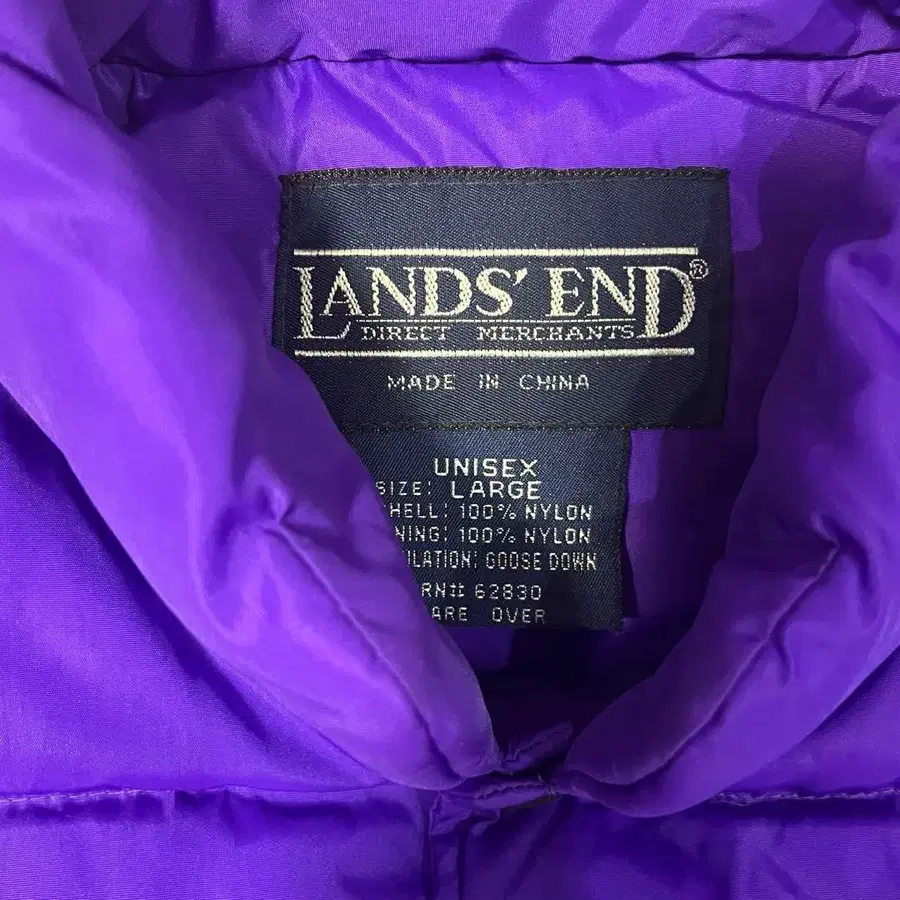 LANDS' END®
DIRECT MERCHANTS
MADE IN CHINA
UNISEX
SIZE: LARGE
HELL: 100% NYLON
NING: 100% NYLON
ULATION: GOOSE DOWN
RN# 62830
ARE OVER